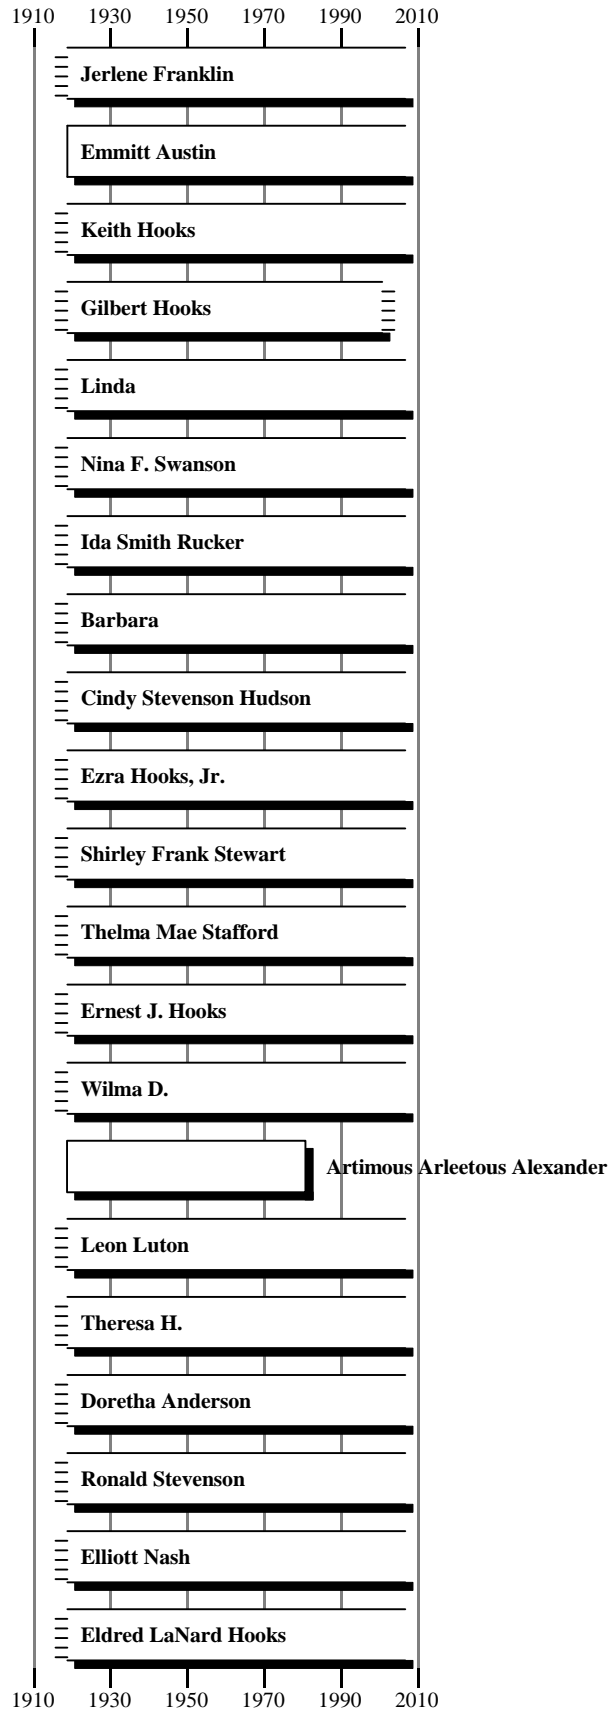 1910 1930 1950 1970 1990 2010
Jerlene Franklin
Emmitt Austin
Keith Hooks
Gilbert Hooks
Linda
Nina F. Swanson
Ida Smith Rucker
Barbara
Cindy Stevenson Hudson
Ezra Hooks, Jr.
Shirley Frank Stewart
Thelma Mae Stafford
Ernest J. Hooks
Wilma D.
Artimous Arleetous Alexander
Leon Luton
Theresa H.
Doretha Anderson
Ronald Stevenson
Elliott Nash
Eldred LaNard Hooks
1910 1930 1950 1970 1990 2010